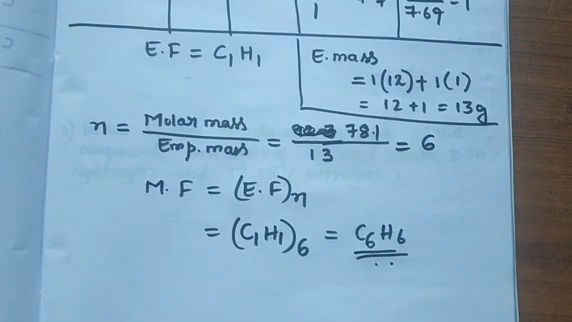 1
7.69
E.F = C₁H₁
E. mass
= 1(12) + 1(1)
= 12 + 1 = 13g
n = Molar mass / Emp. mass = 78.1 / 13 = 6
M. F = (E.F)n
= (C₁H₁)₆ = C₆H₆